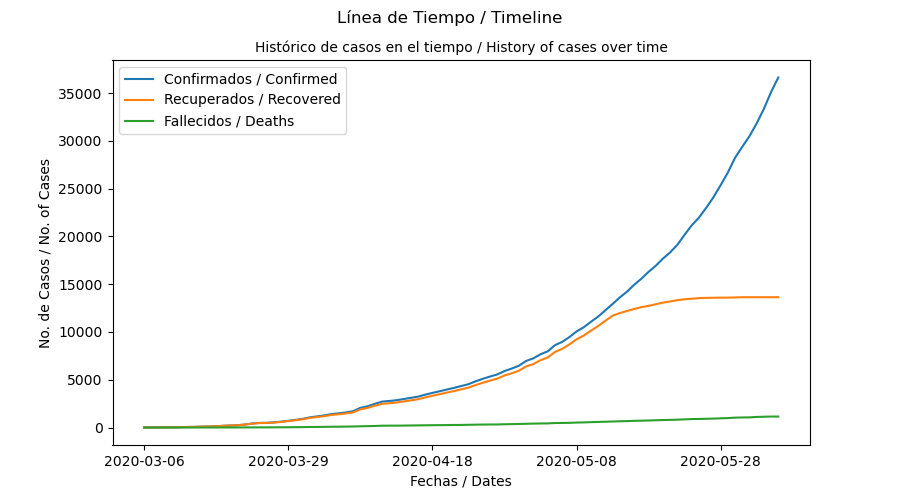 Línea de Tiempo / Timeline
Histórico de casos en el tiempo / History of cases over time
Confirmados / Confirmed
Recuperados / Recovered
Fallecidos / Deaths
No. de Casos / No. of Cases
35000
30000
25000
20000
15000
10000
5000
0
2020-03-06 2020-03-29 2020-04-18 2020-05-08 2020-05-28
Fechas / Dates